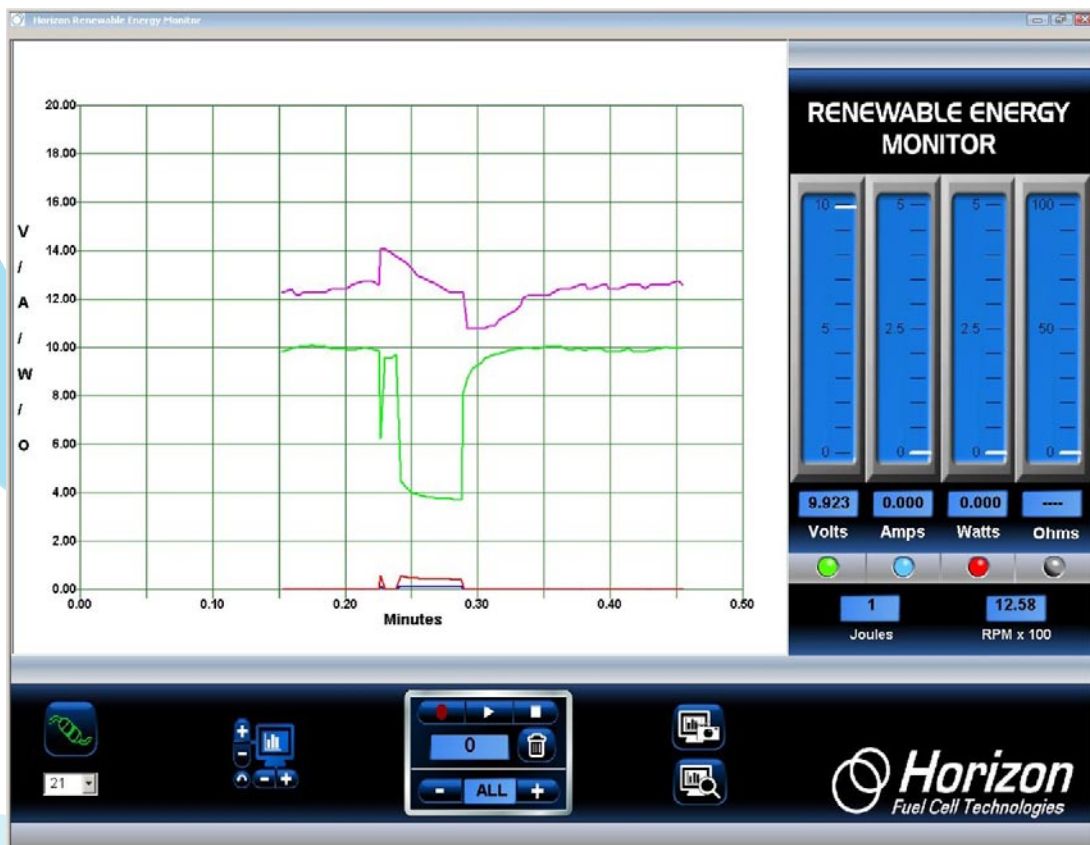 Horizon Renewable Energy Monitor
20.00
18.00
16.00
14.00
12.00
10.00
8.00
6.00
4.00
2.00
0.00
V
/
A
/
W
/
O
0.00 0.10 0.20 0.30 0.40 0.50
Minutes
RENEWABLE ENERGY
MONITOR
10 5 5 100
5 2.5 2.5 50
0 0 0 0
9.923 0.000 0.000 ----
Volts Amps Watts Ohms
1 12.58
Joules RPM x 100
21
0
- ALL +
Horizon
Fuel Cell Technologies